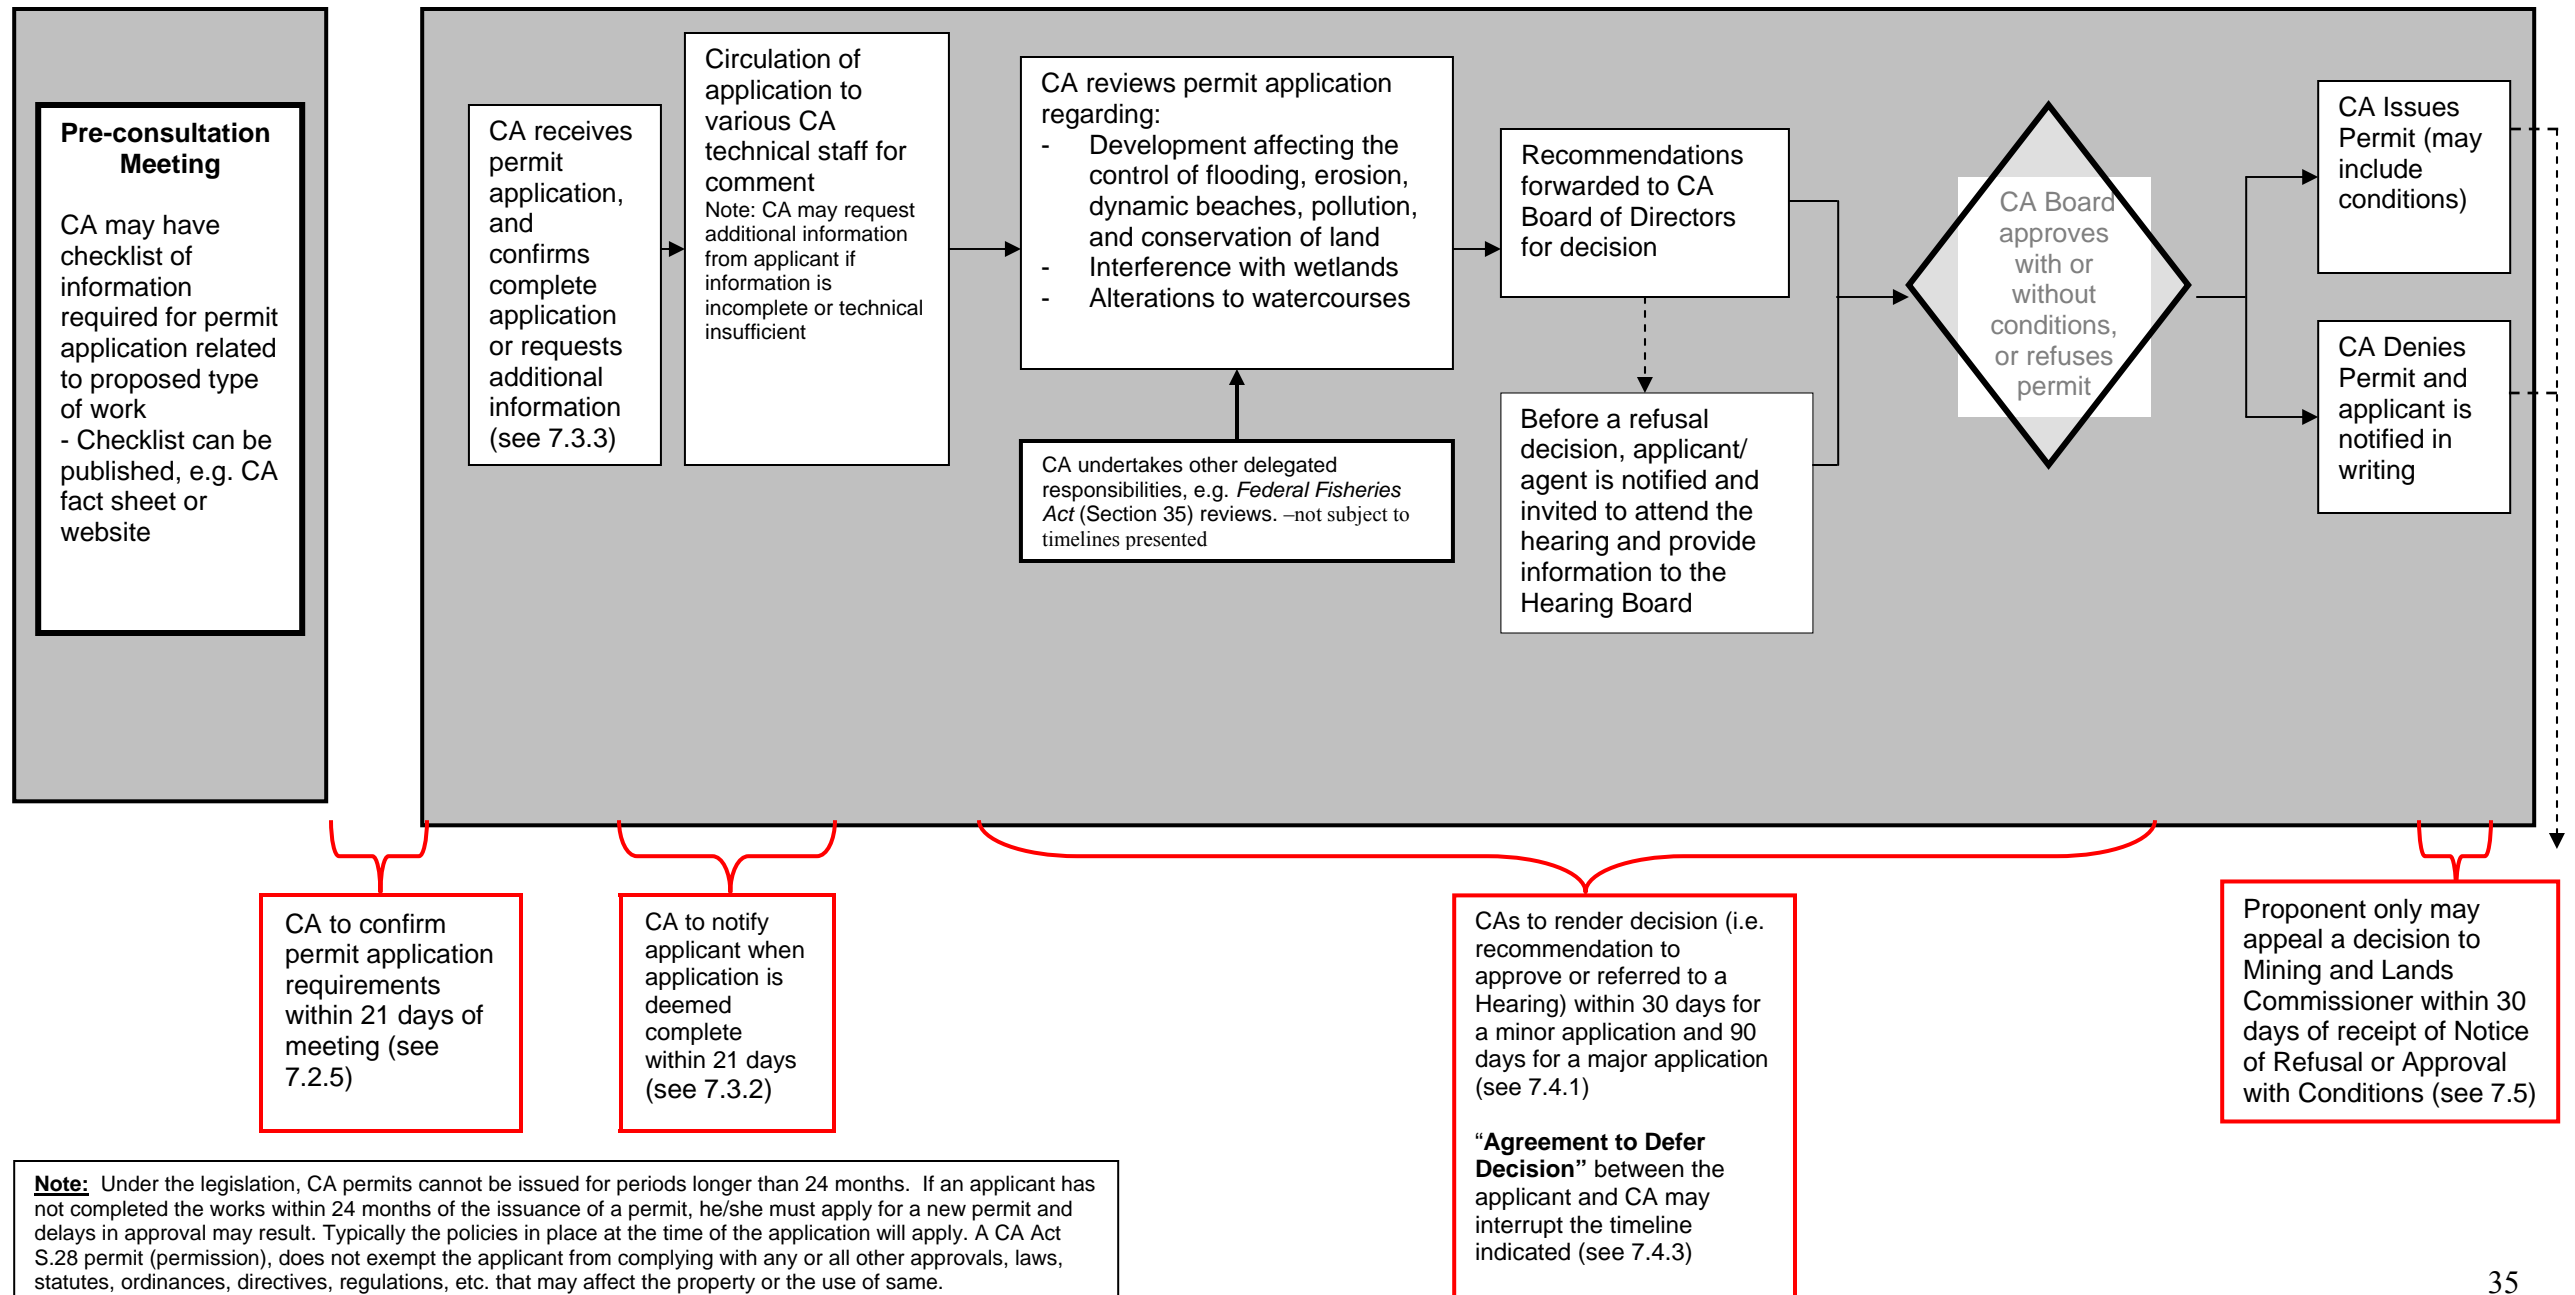 Pre-consultation
Meeting
CA may have
checklist of
information
required for permit
application related
to proposed type
of work
- Checklist can be
published, e.g. CA
fact sheet or
website
CA receives
permit
application,
and
confirms
complete
application
or requests
additional
information
(see 7.3.3)
Circulation of
application to
various CA
technical staff for
comment
Note: CA may request
additional information
from applicant if
information is
incomplete or technical
insufficient
CA reviews permit application
regarding:
- Development affecting the
control of flooding, erosion,
dynamic beaches, pollution,
and conservation of land
- Interference with wetlands
- Alterations to watercourses
CA undertakes other delegated
responsibilities, e.g. Federal Fisheries
Act (Section 35) reviews. –not subject to
timelines presented
Recommendations
forwarded to CA
Board of Directors
for decision
Before a refusal
decision, applicant/
agent is notified and
invited to attend the
hearing and provide
information to the
Hearing Board
CA Board
approves
with or
without
conditions,
or refuses
permit
CA Issues
Permit (may
include
conditions)
CA Denies
Permit and
applicant is
notified in
writing
CA to confirm
permit application
requirements
within 21 days of
meeting (see
7.2.5)
CA to notify
applicant when
application is
deemed
complete
within 21 days
(see 7.3.2)
CAs to render decision (i.e.
recommendation to
approve or referred to a
Hearing) within 30 days for
a minor application and 90
days for a major application
(see 7.4.1)
“Agreement to Defer
Decision” between the
applicant and CA may
interrupt the timeline
indicated (see 7.4.3)
Proponent only may
appeal a decision to
Mining and Lands
Commissioner within 30
days of receipt of Notice
of Refusal or Approval
with Conditions (see 7.5)
Note: Under the legislation, CA permits cannot be issued for periods longer than 24 months. If an applicant has
not completed the works within 24 months of the issuance of a permit, he/she must apply for a new permit and
delays in approval may result. Typically the policies in place at the time of the application will apply. A CA Act
S.28 permit (permission), does not exempt the applicant from complying with any or all other approvals, laws,
statutes, ordinances, directives, regulations, etc. that may affect the property or the use of same.
35